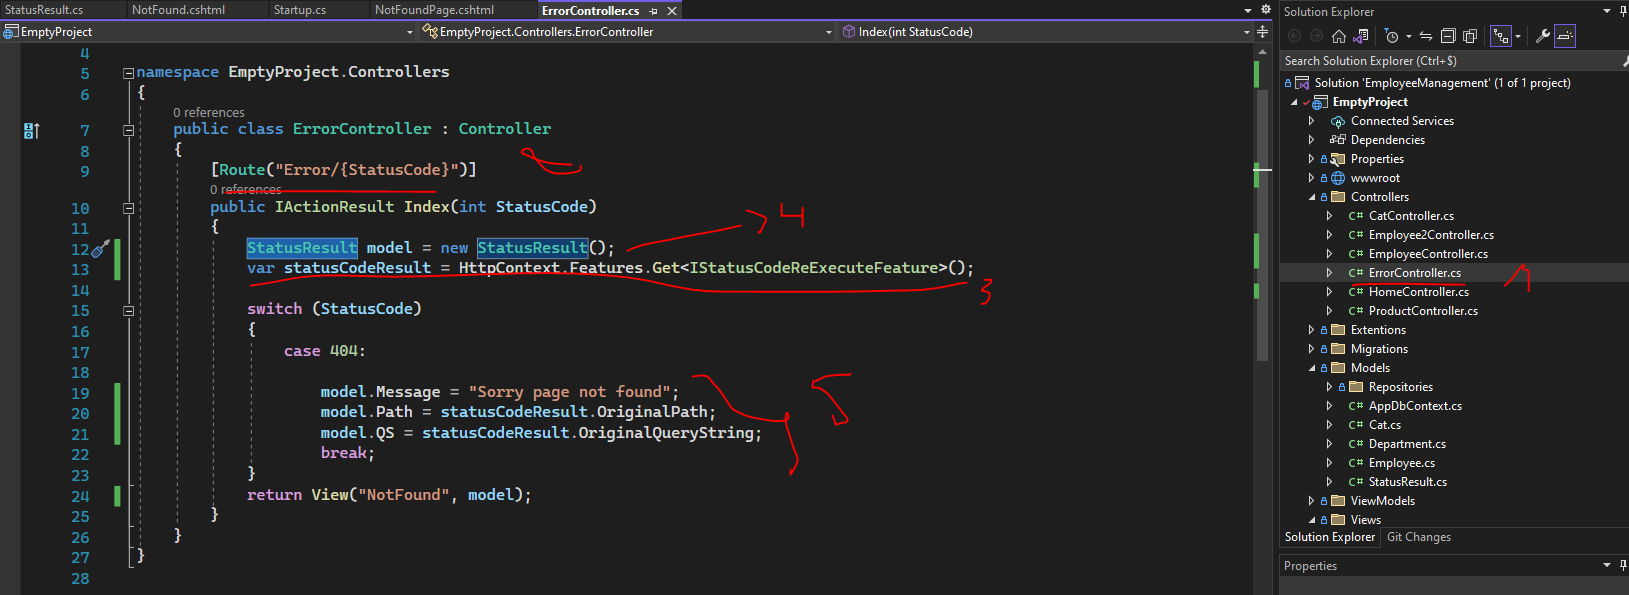 StatusResult.cs NotFound.cshtml Startup.cs NotFoundPage.cshtml ErrorController.cs
EmptyProject EmptyProject.Controllers.ErrorController Index(int StatusCode)
4
5 namespace EmptyProject.Controllers
6 {
0 references
7 public class ErrorController : Controller
8 {
9 [Route("Error/{StatusCode}")]
0 references
10 public IActionResult Index(int StatusCode)
11 {
12 StatusResult model = new StatusResult();
13 var statusCodeResult = HttpContext.Features.Get<IStatusCodeReExecuteFeature>();
14
15 switch (StatusCode)
16 {
17 case 404:
18
19 model.Message = "Sorry page not found";
20 model.Path = statusCodeResult.OriginalPath;
21 model.QS = statusCodeResult.OriginalQueryString;
22 break;
23 }
24 return View("NotFound", model);
25 }
26 }
27 }
28
4
3
5
Solution Explorer
Search Solution Explorer (Ctrl+$)
Solution 'EmployeeManagement' (1 of 1 project)
EmptyProject
Connected Services
Dependencies
Properties
wwwroot
Controllers
C# CatController.cs
C# Employee2Controller.cs
C# EmployeeController.cs
C# ErrorController.cs
1
C# HomeController.cs
C# ProductController.cs
Extentions
Migrations
Models
Repositories
C# AppDbContext.cs
C# Cat.cs
C# Department.cs
C# Employee.cs
C# StatusResult.cs
ViewModels
Views
Solution Explorer Git Changes
Properties